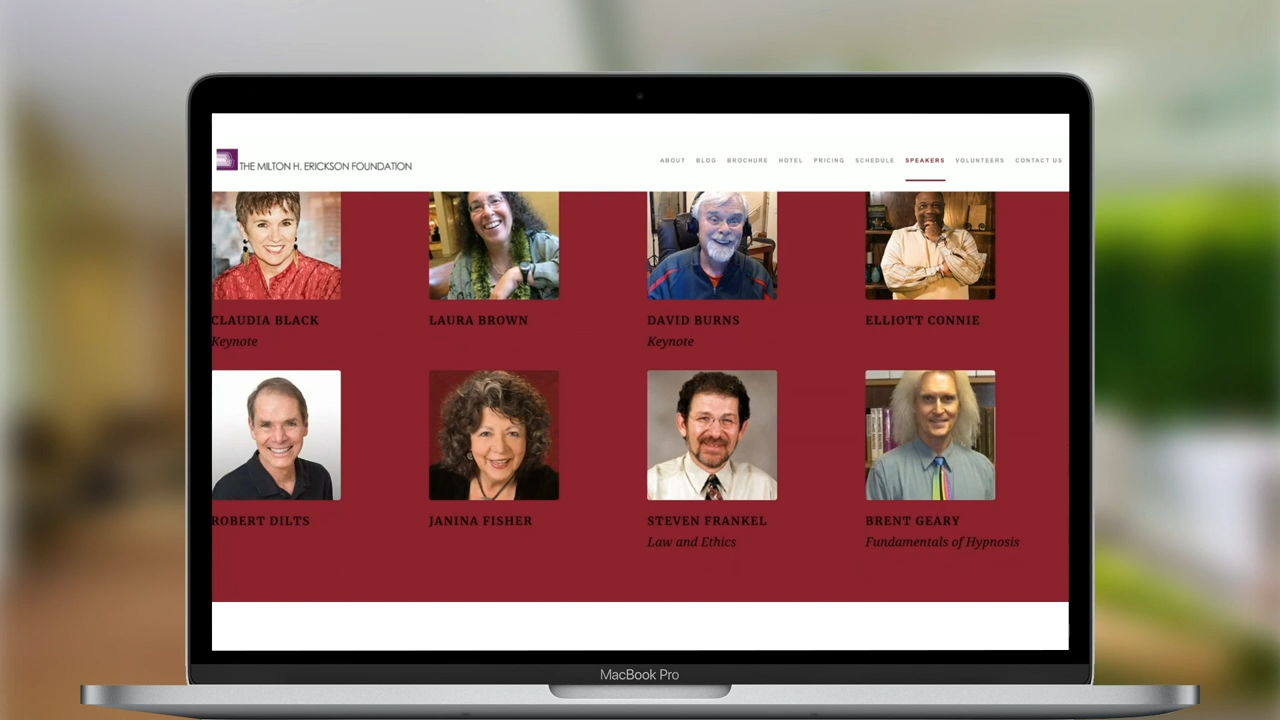 THE MILTON H. ERICKSON FOUNDATION
ABOUT BLOG BROCHURE HOTEL PRICING SCHEDULE SPEAKERS VOLUNTEERS CONTACT US
CLAUDIA BLACK LAURA BROWN DAVID BURNS ELLIOTT CONNIE
Keynote Keynote
ROBERT DILTS JANINA FISHER STEVEN FRANKEL BRENT GEARY
Law and Ethics Fundamentals of Hypnosis
MacBook Pro